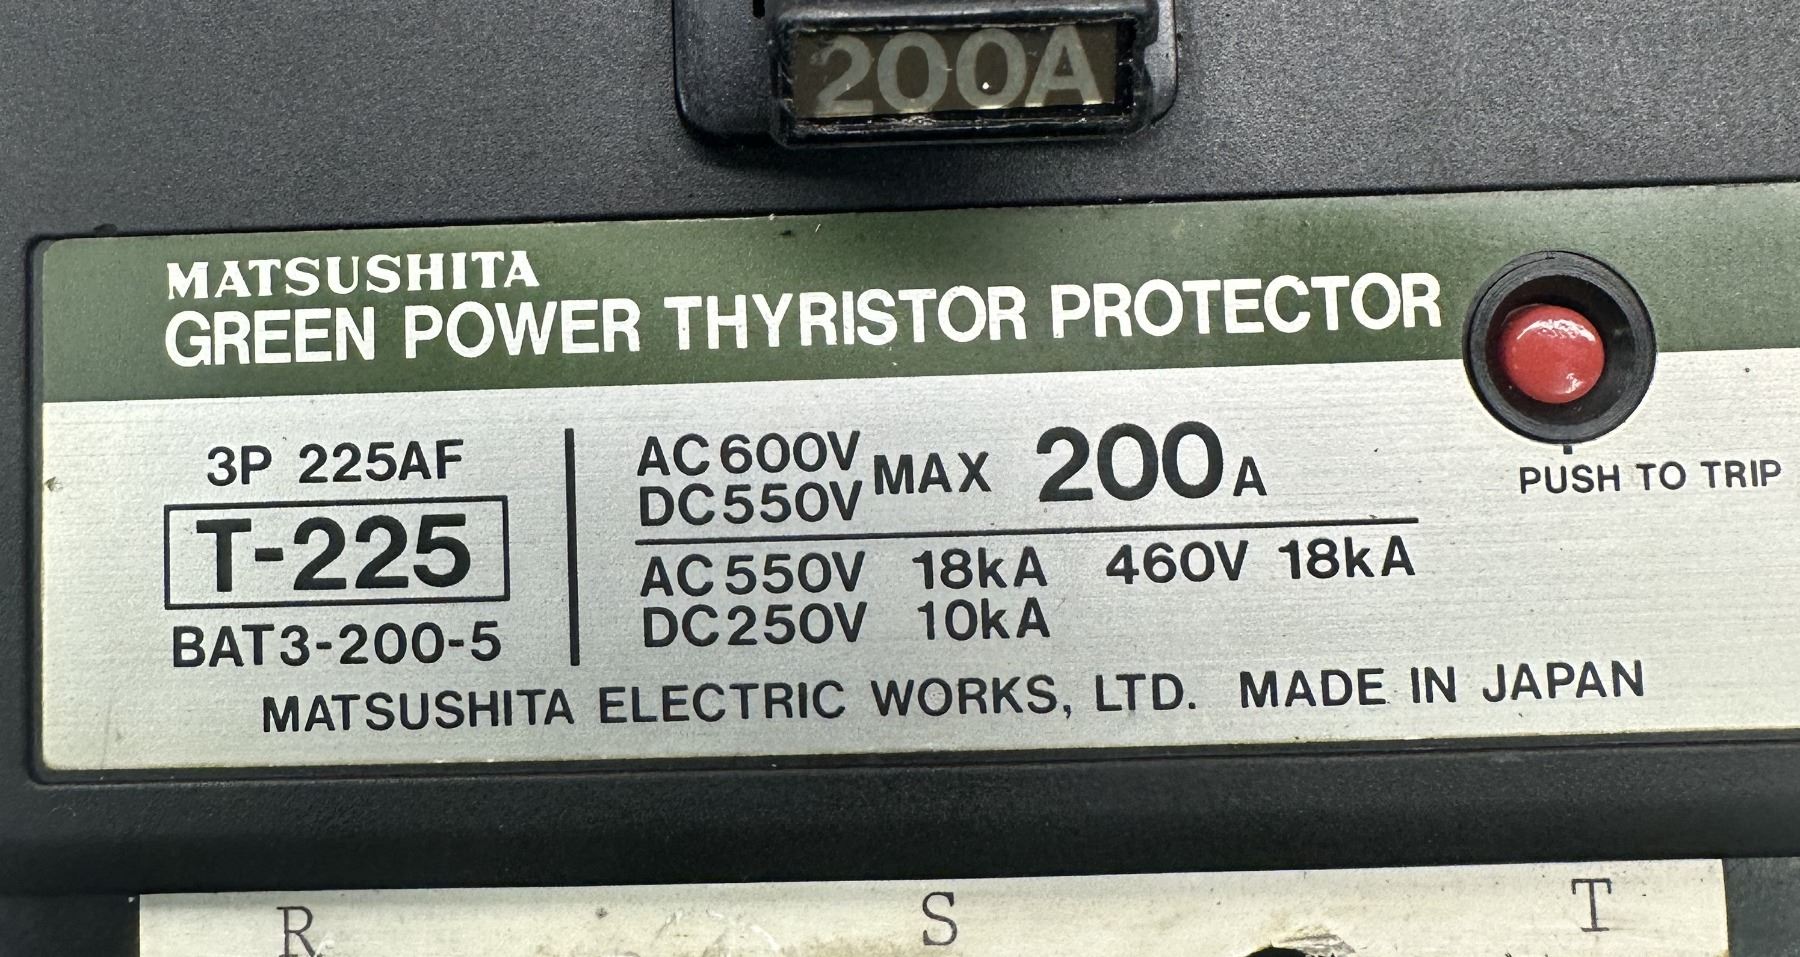 200A
MATSUSHITA
GREEN POWER THYRISTOR PROTECTOR
3P 225AF
T-225
BAT3-200-5
AC600V
DC550V
MAX 200A
AC550V 18kA 460V 18kA
DC250V 10kA
PUSH TO TRIP
MATSUSHITA ELECTRIC WORKS, LTD. MADE IN JAPAN
R S T